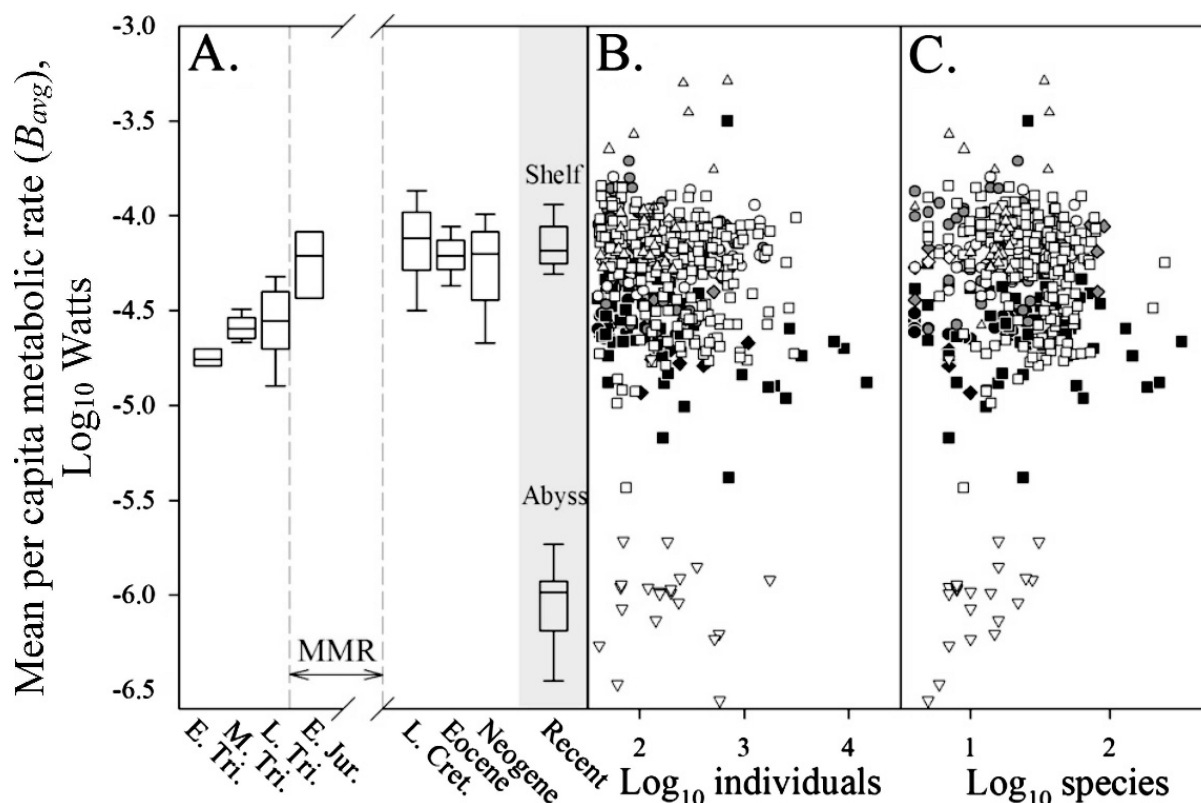 Mean per capita metabolic rate (Bavg),
Log10 Watts
-3.0
-3.5
-4.0
-4.5
-5.0
-5.5
-6.0
-6.5
A.
B.
C.
Shelf
Abyss
MMR
E. Tri.
M. Tri.
L. Tri.
E. Jur.
L. Cret.
Eocene
Neogene
Recent
2 3 4
Log10 individuals
1 2
Log10 species